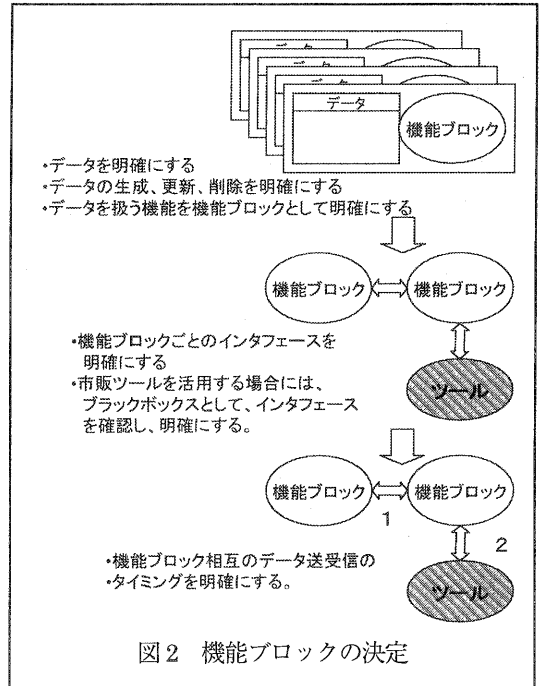 データ
データ
データ
データ
機能ブロック
・データを明確にする
・データの生成、更新、削除を明確にする
・データを扱う機能を機能ブロックとして明確にする
機能ブロック
機能ブロック
・機能ブロックごとのインタフェースを
明確にする
・市販ツールを活用する場合には、
ブラックボックスとして、インタフェース
を確認し、明確にする。
ツール
機能ブロック
機能ブロック
1
2
・機能ブロック相互のデータ送受信の
・タイミングを明確にする。
ツール
図2 機能ブロックの決定